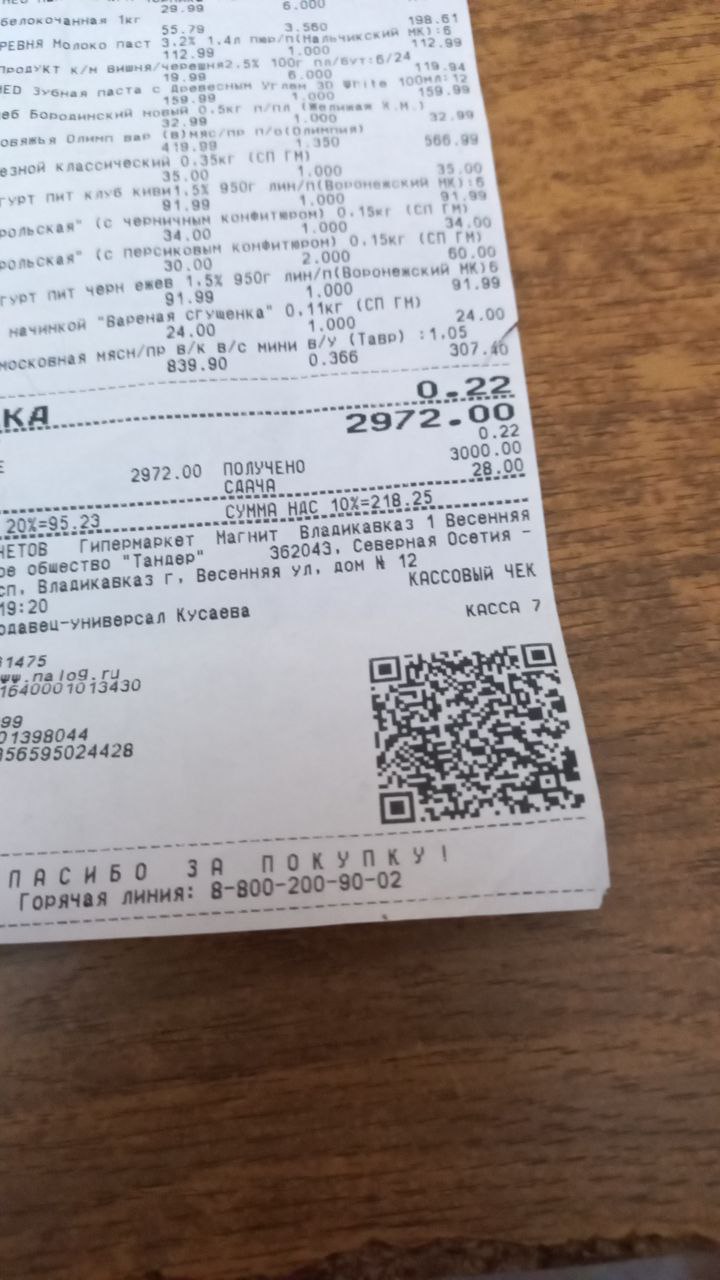 29.99 6.000
белокочанная 1кг
55.79 3.560 198.61
РЕВНЯ Молоко паст 3.2% 1.4л пюр/п(Нальчикский МК):6
112.99 1.000 112.99
Продукт к/м вишня/черешня2,5% 100г пл/бут:6/24
19.99 6.000 119.94
MED Зубная паста с Древесным Углем 3D White 100мл:12
159.99 1.000 159.99
еб Бородинский новый 0,5кг п/пл (Желижам К.М.)
32.99 1.000 32.99
овяжья Олимп вар (В)мяс/пр п/о(Олимпия)
419.99 1.350 566.99
езной классический 0.35кг (СП ГМ)
35.00 1.000 35.00
гурт пит клуб киви1,5% 950г лин/п(Воронежский МК):6
91.99 1.000 91.99
рольская" (с черничным конфитюром) 0,15кг (СП ГМ)
34.00 1.000 34.00
рольская" (с персиковым конфитюром) 0,15кг (СП ГМ)
30.00 2.000 60.00
гурт пит черн ежев 1,5% 950г лин/п(Воронежский МК)6
91.99 1.000 91.99
начинкой "Вареная сгущенка" 0,11кг (СП ГМ)
24.00 1.000 24.00
московная мясн/пр в/к в/с мини в/у (Тавр) :1,05
839.90 0.366 307.40
КА 0.22
2972.00
0.22
Е 2972.00 ПОЛУЧЕНО 3000.00
СДАЧА 28.00
20%=95.23 СУММА НДС 10%=218.25
ЧЕТОВ Гипермаркет Магнит Владикавказ 1 Весенняя
ое общество "Тандер" 362043, Северная Осетия -
сп, Владикавказ г, Весенняя ул, дом № 12
19:20 КАССОВЫЙ ЧЕК
одавец-универсал Кусаева КАССА 7
31475
www.nalog.ru
1640001013430
99
01398044
356595024428
ПАСИБО ЗА ПОКУПКУ!
Горячая линия: 8-800-200-90-02